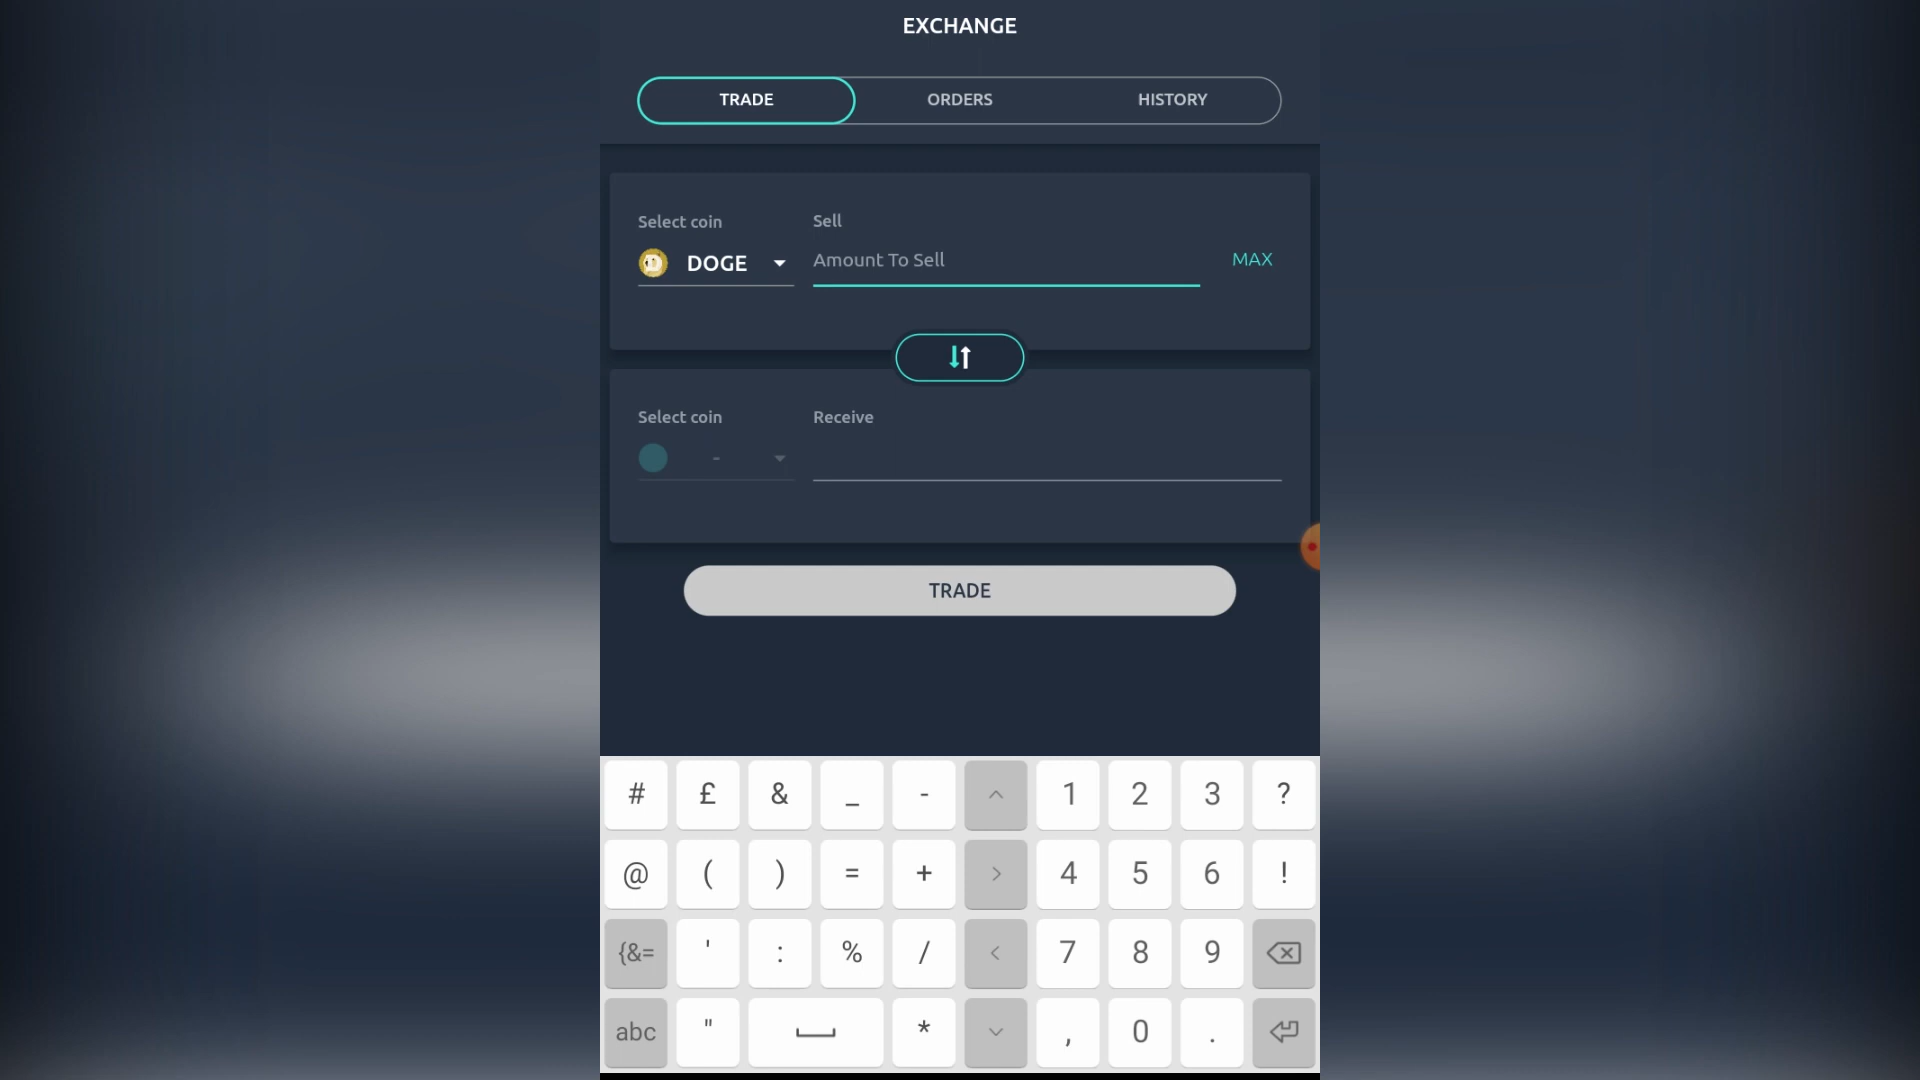 EXCHANGE
TRADE ORDERS HISTORY
Select coin Sell
DOGE Amount To Sell MAX
Select coin Receive
-
TRADE
# £ & _ - ^ 1 2 3 ?
@ ( ) = + > 4 5 6 !
{&= ' : % / < 7 8 9
abc " * , 0 .